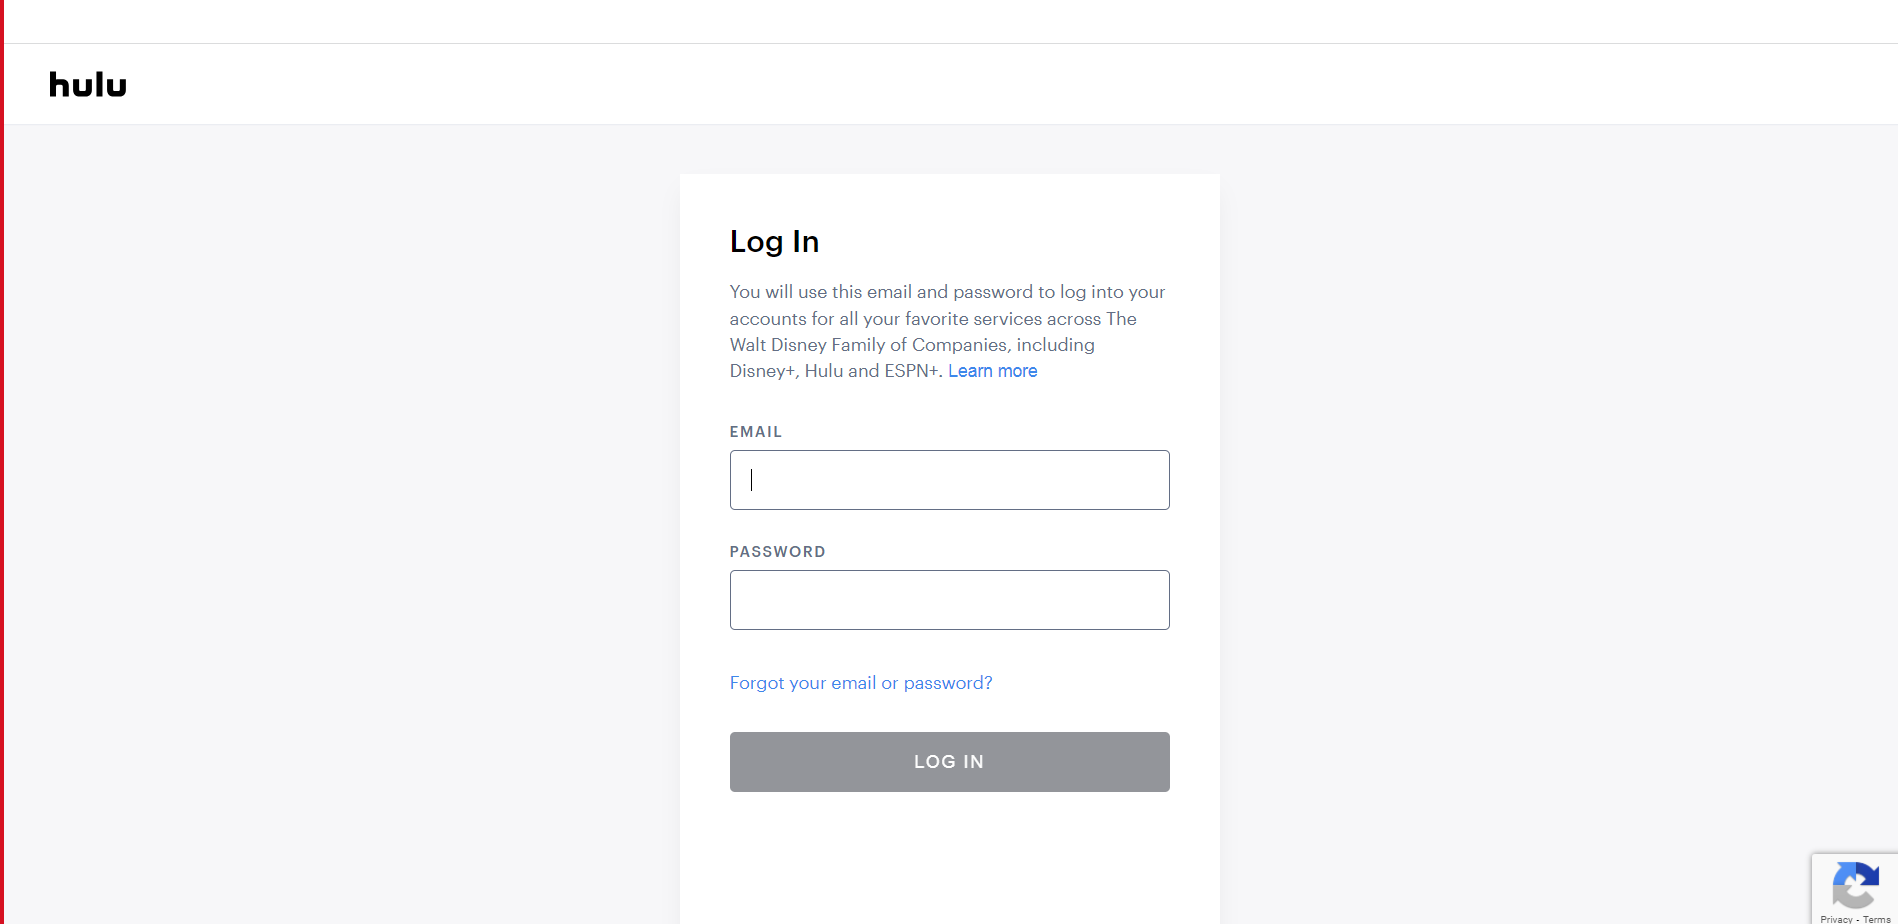 hulu
Log In
You will use this email and password to log into your
accounts for all your favorite services across The
Walt Disney Family of Companies, including
Disney+, Hulu and ESPN+. Learn more
EMAIL
PASSWORD
Forgot your email or password?
LOG IN
Privacy - Terms